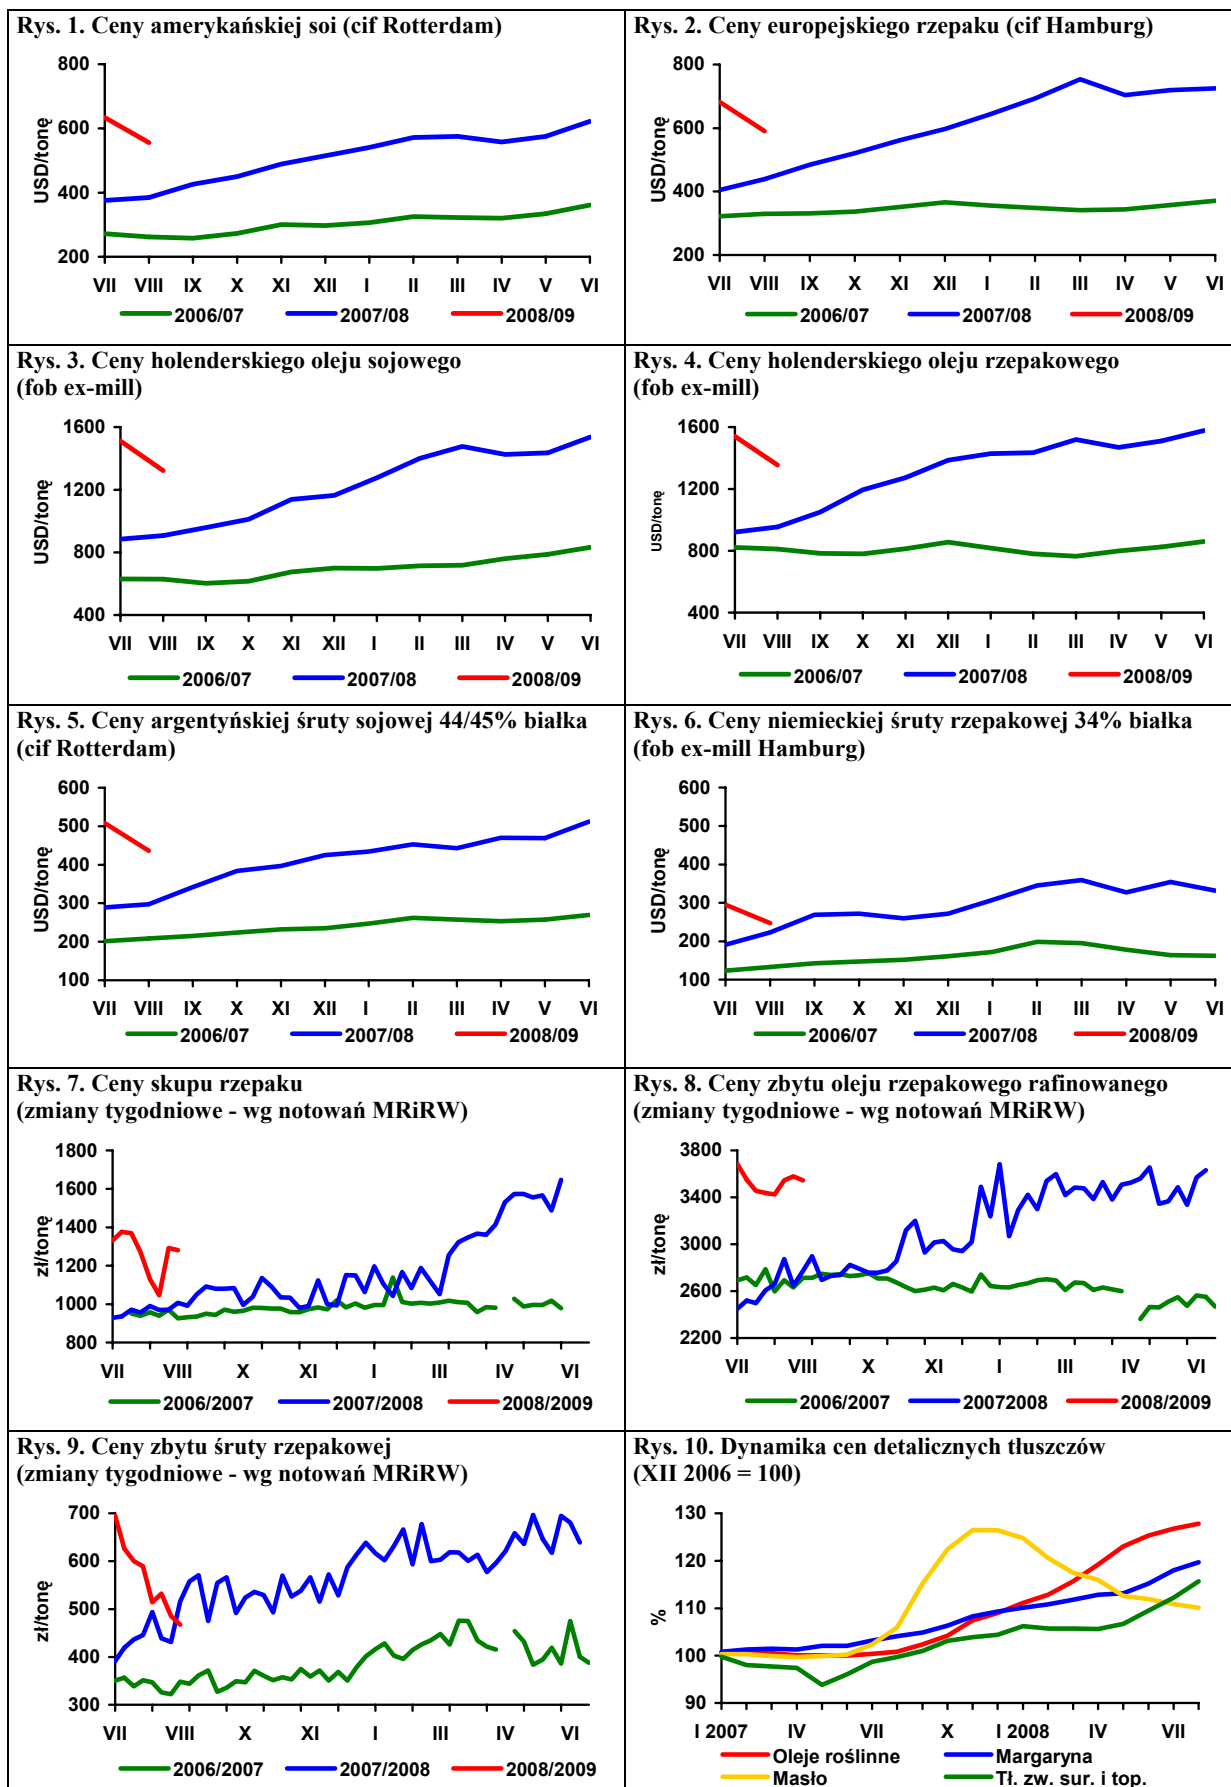 Rys. 1. Ceny amerykańskiej soi (cif Rotterdam)
800
600
400
200
USD/tonę
VII VIII IX X XI XII I II III IV V VI
2006/07 2007/08 2008/09
Rys. 2. Ceny europejskiego rzepaku (cif Hamburg)
800
600
400
200
USD/tonę
VII VIII IX X XI XII I II III IV V VI
2006/07 2007/08 2008/09
Rys. 3. Ceny holenderskiego oleju sojowego
(fob ex-mill)
1600
1200
800
400
USD/tonę
VII VIII IX X XI XII I II III IV V VI
2006/07 2007/08 2008/09
Rys. 4. Ceny holenderskiego oleju rzepakowego
(fob ex-mill)
1600
1200
800
400
USD/tonę
VII VIII IX X XI XII I II III IV V VI
2006/07 2007/08 2008/09
Rys. 5. Ceny argentyńskiej śruty sojowej 44/45% białka
(cif Rotterdam)
600
500
400
300
200
100
USD/tonę
VII VIII IX X XI XII I II III IV V VI
2006/07 2007/08 2008/09
Rys. 6. Ceny niemieckiej śruty rzepakowej 34% białka
(fob ex-mill Hamburg)
600
500
400
300
200
100
USD/tonę
VII VIII IX X XI XII I II III IV V VI
2006/07 2007/08 2008/09
Rys. 7. Ceny skupu rzepaku
(zmiany tygodniowe - wg notowań MRiRW)
1800
1600
1400
1200
1000
800
zł/tonę
VII VIII X XI I III IV VI
2006/2007 2007/2008 2008/2009
Rys. 8. Ceny zbytu oleju rzepakowego rafinowanego
(zmiany tygodniowe - wg notowań MRiRW)
3800
3400
3000
2600
2200
zł/tonę
VII VIII X XI I III IV VI
2006/2007 20072008 2008/2009
Rys. 9. Ceny zbytu śruty rzepakowej
(zmiany tygodniowe - wg notowań MRiRW)
700
600
500
400
300
zł/tonę
VII VIII X XI I III IV VI
2006/2007 2007/2008 2008/2009
Rys. 10. Dynamika cen detalicznych tłuszczów
(XII 2006 = 100)
130
120
110
100
90
%
I 2007 IV VII X I 2008 IV VII
Oleje roślinne Margaryna
Masło Tł. zw. sur. i top.